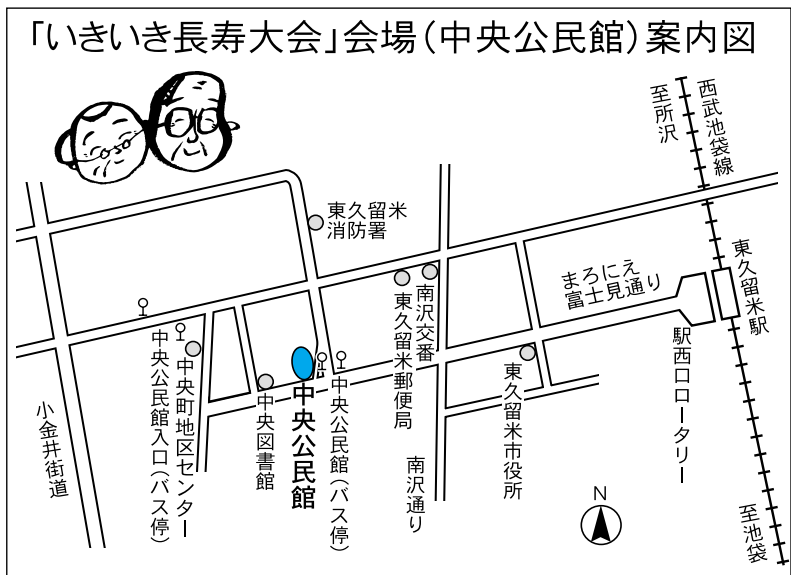 「いきいき長寿大会」会場（中央公民館）案内図
西武池袋線
至所沢
東久留米
消防署
まろにえ
富士見通り
東久留米駅
南沢交番
東久留米郵便局
駅西口ロータリー
東久留米市役所
中央公民館（バス停）
中央公民館
中央図書館
中央町地区センター
中央公民館入口（バス停）
小金井街道
南沢通り
N
至池袋